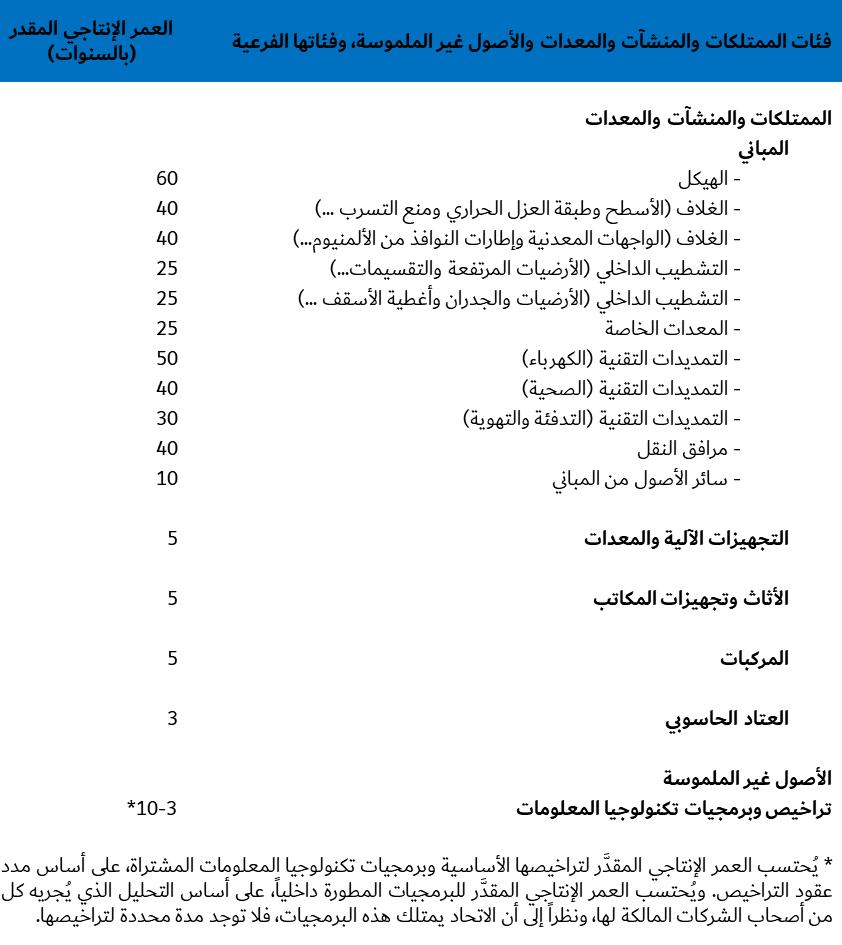 فئات الممتلكات والمنشآت والمعدات والأصول غير الملموسة، وفئاتها الفرعية
العمر الإنتاجي المقدر
(بالسنوات)
الممتلكات والمنشآت والمعدات
المباني
- الهيكل 60
- الغلاف (الأسطح وطبقة العزل الحراري ومنع التسرب ...) 40
- الغلاف (الواجهات المعدنية وإطارات النوافذ من الألمنيوم...) 40
- التشطيب الداخلي (الأرضيات المرتفعة والتقسيمات...) 25
- التشطيب الداخلي (الأرضيات والجدران وأغطية الأسقف ...) 25
- المعدات الخاصة 25
- التمديدات التقنية (الكهرباء) 50
- التمديدات التقنية (الصحية) 40
- التمديدات التقنية (التدفئة والتهوية) 30
- مرافق النقل 40
- سائر الأصول من المباني 10
التجهيزات الآلية والمعدات 5
الأثاث وتجهيزات المكاتب 5
المركبات 5
العتاد الحاسوبي 3
الأصول غير الملموسة
تراخيص وبرمجيات تكنولوجيا المعلومات 3-10*
* يُحتسب العمر الإنتاجي المقدَّر لتراخيصها الأساسية وبرمجيات تكنولوجيا المعلومات المشتراة، على أساس مدد
عقود التراخيص. ويُحتسب العمر الإنتاجي المقدَّر للبرمجيات المطورة داخلياً، على أساس التحليل الذي يُجريه كل
من أصحاب الشركات المالكة لها، ونظراً إلى أن الاتحاد يمتلك هذه البرمجيات، فلا توجد مدة محددة لتراخيصها.